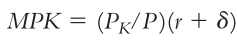 MPK = (P_K/P)(r + δ)